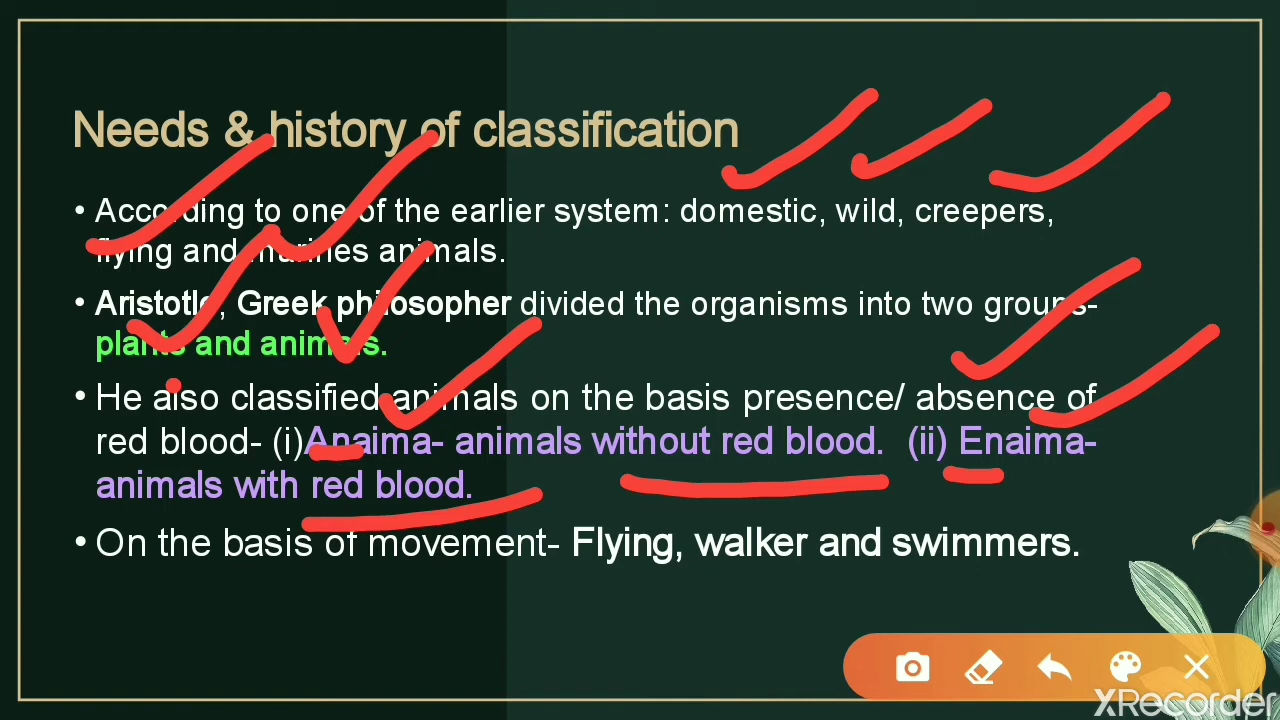 Needs & history of classification
• According to one of the earlier system: domestic, wild, creepers,
flying and marines animals.
• Aristotle, Greek philosopher divided the organisms into two groups-
plants and animals.
• He also classified animals on the basis presence/ absence of
red blood- (i)Anaima- animals without red blood. (ii) Enaima-
animals with red blood.
• On the basis of movement- Flying, walker and swimmers.
XRecorder